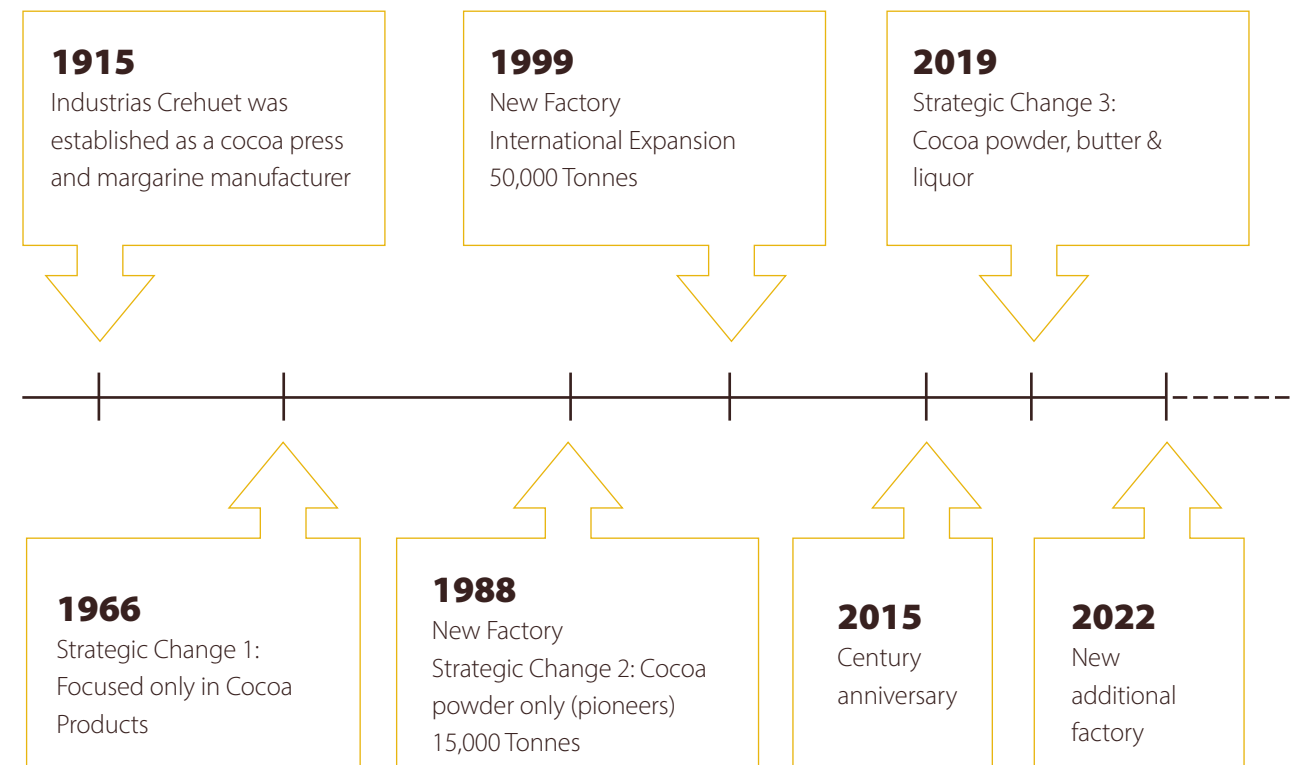 1915
Industrias Crehuet was
established as a cocoa press
and margarine manufacturer
1999
New Factory
International Expansion
50,000 Tonnes
2019
Strategic Change 3:
Cocoa powder, butter &
liquor
1966
Strategic Change 1:
Focused only in Cocoa
Products
1988
New Factory
Strategic Change 2: Cocoa
powder only (pioneers)
15,000 Tonnes
2015
Century
anniversary
2022
New
additional
factory